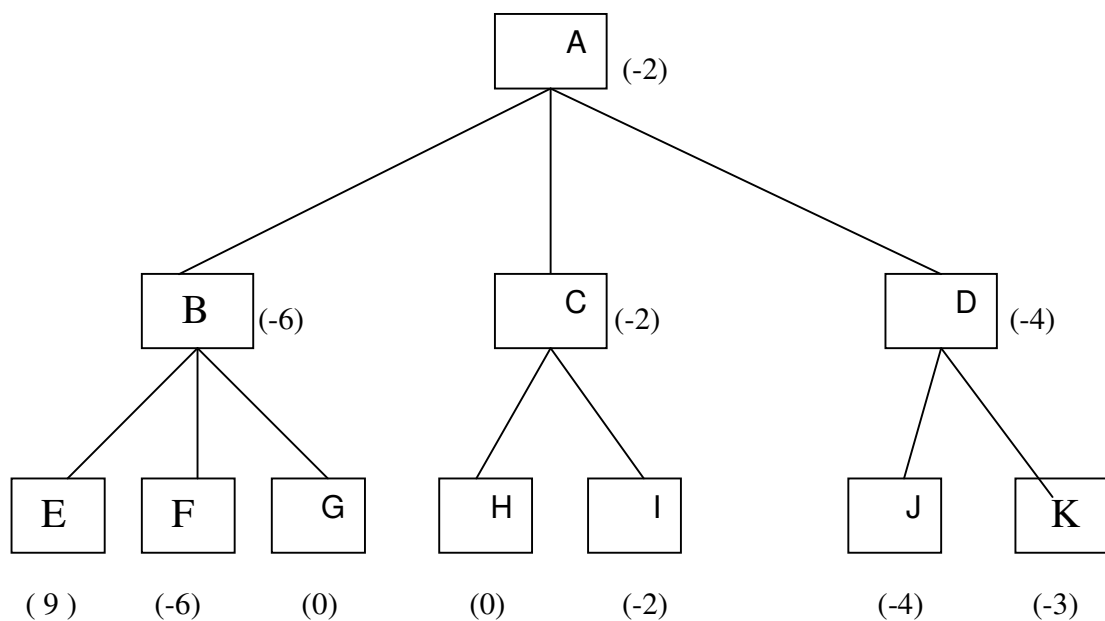 A
(-2)
B
(-6)
C
(-2)
D
(-4)
E
F
G
H
I
J
K
( 9 )
(-6)
(0)
(0)
(-2)
(-4)
(-3)